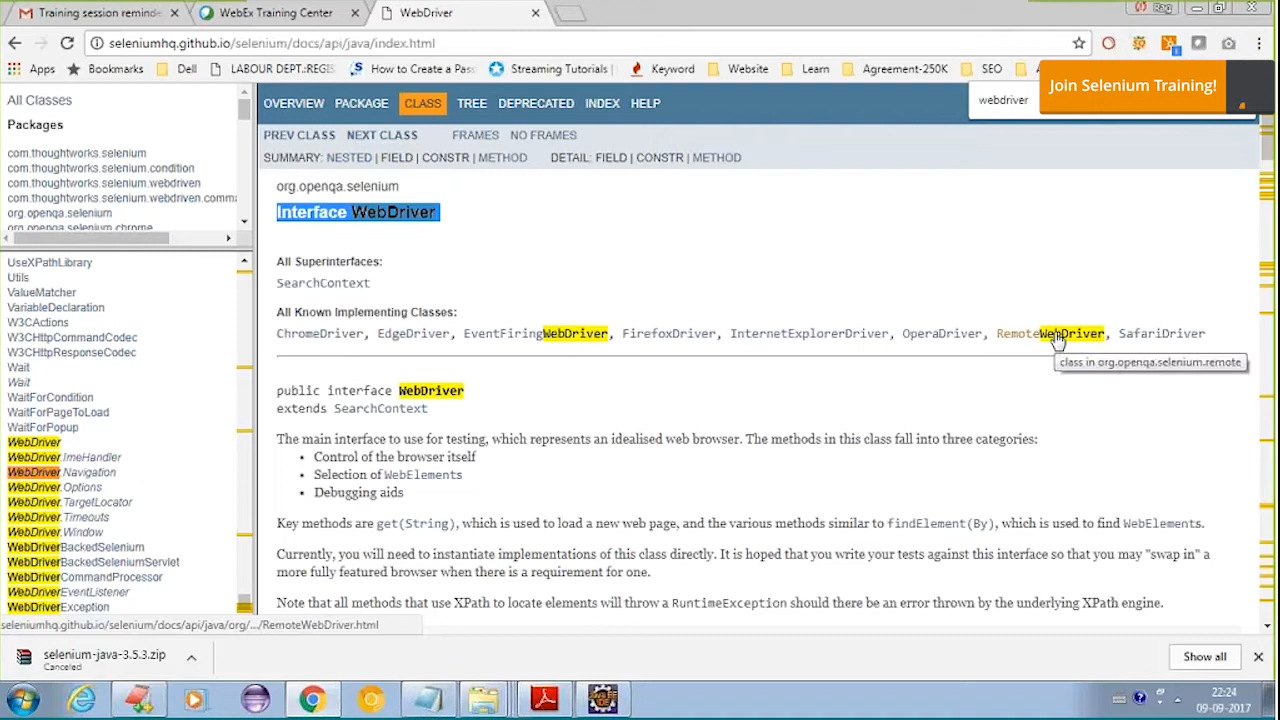 Training session reminde
WebEx Training Center
WebDriver
Rag
seleniumhq.github.io/selenium/docs/api/java/index.html
Apps
Bookmarks
Dell
LABOUR DEPT.:REGIS
How to Create a Pass
Streaming Tutorials |
Keyword
Website
Learn
Agreement-250K
SEO
Join Selenium Training!
All Classes
Packages
com.thoughtworks.selenium
com.thoughtworks.selenium.condition
com.thoughtworks.selenium.webdriven
com.thoughtworks.selenium.webdriven.comma
org.openqa.selenium
org.openqa.selenium.chrome
UseXPathLibrary
Utils
ValueMatcher
VariableDeclaration
W3CActions
W3CHttpCommandCodec
W3CHttpResponseCodec
Wait
Wait
WaitForCondition
WaitForPageToLoad
WaitForPopup
WebDriver
WebDriver.ImeHandler
WebDriver.Navigation
WebDriver.Options
WebDriver.TargetLocator
WebDriver.Timeouts
WebDriver.Window
WebDriverBackedSelenium
WebDriverBackedSeleniumServlet
WebDriverCommandProcessor
WebDriverEventListener
WebDriverException
OVERVIEW PACKAGE CLASS TREE DEPRECATED INDEX HELP
webdriver
PREV CLASS NEXT CLASS FRAMES NO FRAMES
SUMMARY: NESTED | FIELD | CONSTR | METHOD DETAIL: FIELD | CONSTR | METHOD
org.openqa.selenium
Interface WebDriver
All Superinterfaces:
SearchContext
All Known Implementing Classes:
ChromeDriver, EdgeDriver, EventFiringWebDriver, FirefoxDriver, InternetExplorerDriver, OperaDriver, RemoteWebDriver, SafariDriver
class in org.openqa.selenium.remote
public interface WebDriver
extends SearchContext
The main interface to use for testing, which represents an idealised web browser. The methods in this class fall into three categories:
• Control of the browser itself
• Selection of WebElements
• Debugging aids
Key methods are get(String), which is used to load a new web page, and the various methods similar to findElement(By), which is used to find WebElements.
Currently, you will need to instantiate implementations of this class directly. It is hoped that you write your tests against this interface so that you may "swap in" a
more fully featured browser when there is a requirement for one.
Note that all methods that use XPath to locate elements will throw a RuntimeException should there be an error thrown by the underlying XPath engine.
seleniumhq.github.io/selenium/docs/api/java/org/.../RemoteWebDriver.html
selenium-java-3.5.3.zip
Canceled
Show all
22:24
09-09-2017